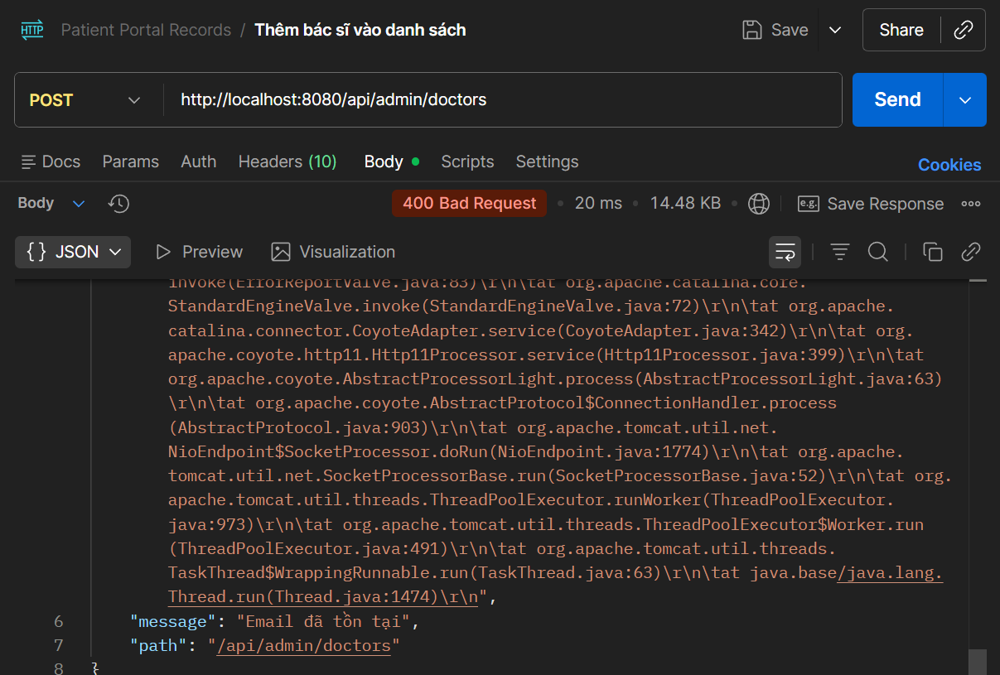 HTTP Patient Portal Records / Thêm bác sĩ vào danh sách Save Share
POST http://localhost:8080/api/admin/doctors Send
Docs Params Auth Headers (10) Body Scripts Settings Cookies
Body 400 Bad Request 20 ms 14.48 KB e.g. Save Response
{} JSON Preview Visualization
invoke(ErrorReportValve.java:83)\r\n\tat org.apache.catalina.core.
StandardEngineValve.invoke(StandardEngineValve.java:72)\r\n\tat org.apache.
catalina.connector.CoyoteAdapter.service(CoyoteAdapter.java:342)\r\n\tat org.
apache.coyote.http11.Http11Processor.service(Http11Processor.java:399)\r\n\tat
org.apache.coyote.AbstractProcessorLight.process(AbstractProcessorLight.java:63)
\r\n\tat org.apache.coyote.AbstractProtocol$ConnectionHandler.process
(AbstractProtocol.java:903)\r\n\tat org.apache.tomcat.util.net.
NioEndpoint$SocketProcessor.doRun(NioEndpoint.java:1774)\r\n\tat org.apache.
tomcat.util.net.SocketProcessorBase.run(SocketProcessorBase.java:52)\r\n\tat org.
apache.tomcat.util.threads.ThreadPoolExecutor.runWorker(ThreadPoolExecutor.
java:973)\r\n\tat org.apache.tomcat.util.threads.ThreadPoolExecutor$Worker.run
(ThreadPoolExecutor.java:491)\r\n\tat org.apache.tomcat.util.threads.
TaskThread$WrappingRunnable.run(TaskThread.java:63)\r\n\tat java.base/java.lang.
Thread.run(Thread.java:1474)\r\n",
6 "message": "Email đã tồn tại",
7 "path": "/api/admin/doctors"
8 }